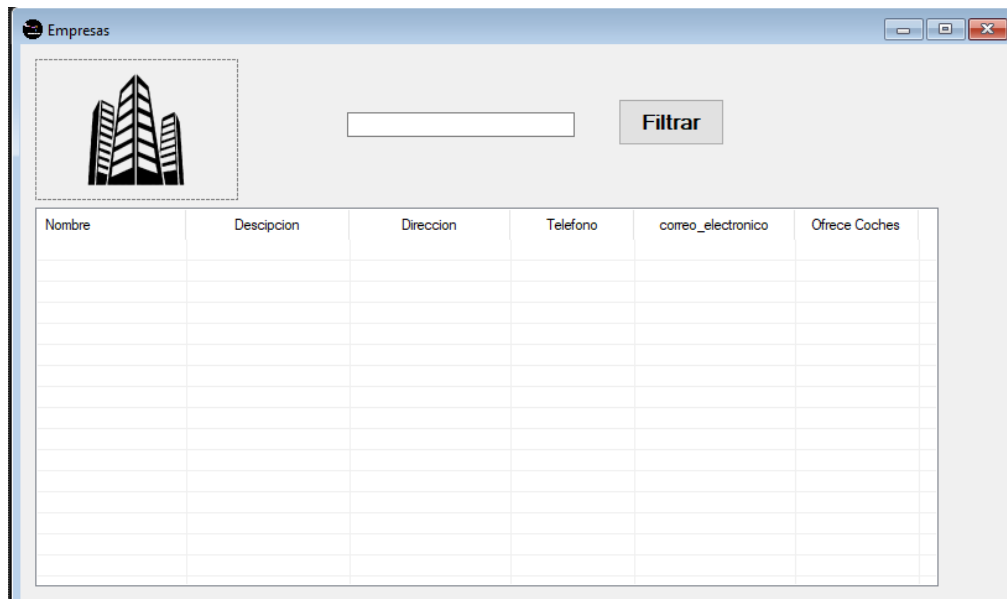 Empresas
Filtrar
Nombre Descipcion Direccion Telefono correo_electronico Ofrece Coches